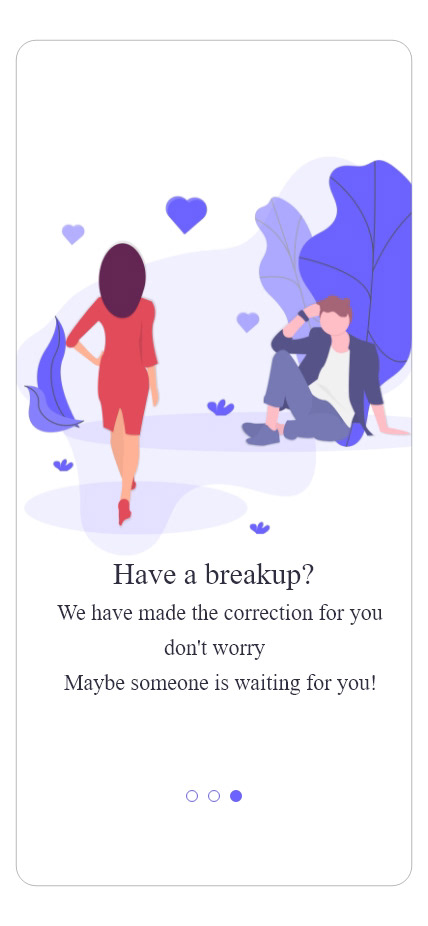 Have a breakup?
We have made the correction for you
don't worry
Maybe someone is waiting for you!